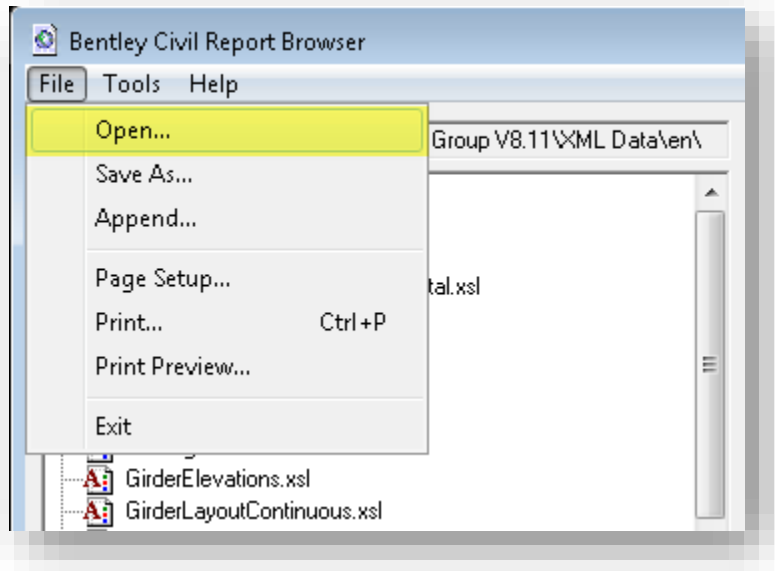 Bentley Civil Report Browser
File Tools Help
Open...
Group V8.11\XML Data\en\
Save As...
Append...
Page Setup...
tal.xsl
Print... Ctrl+P
Print Preview...
Exit
GirderElevations.xsl
GirderLayoutContinuous.xsl